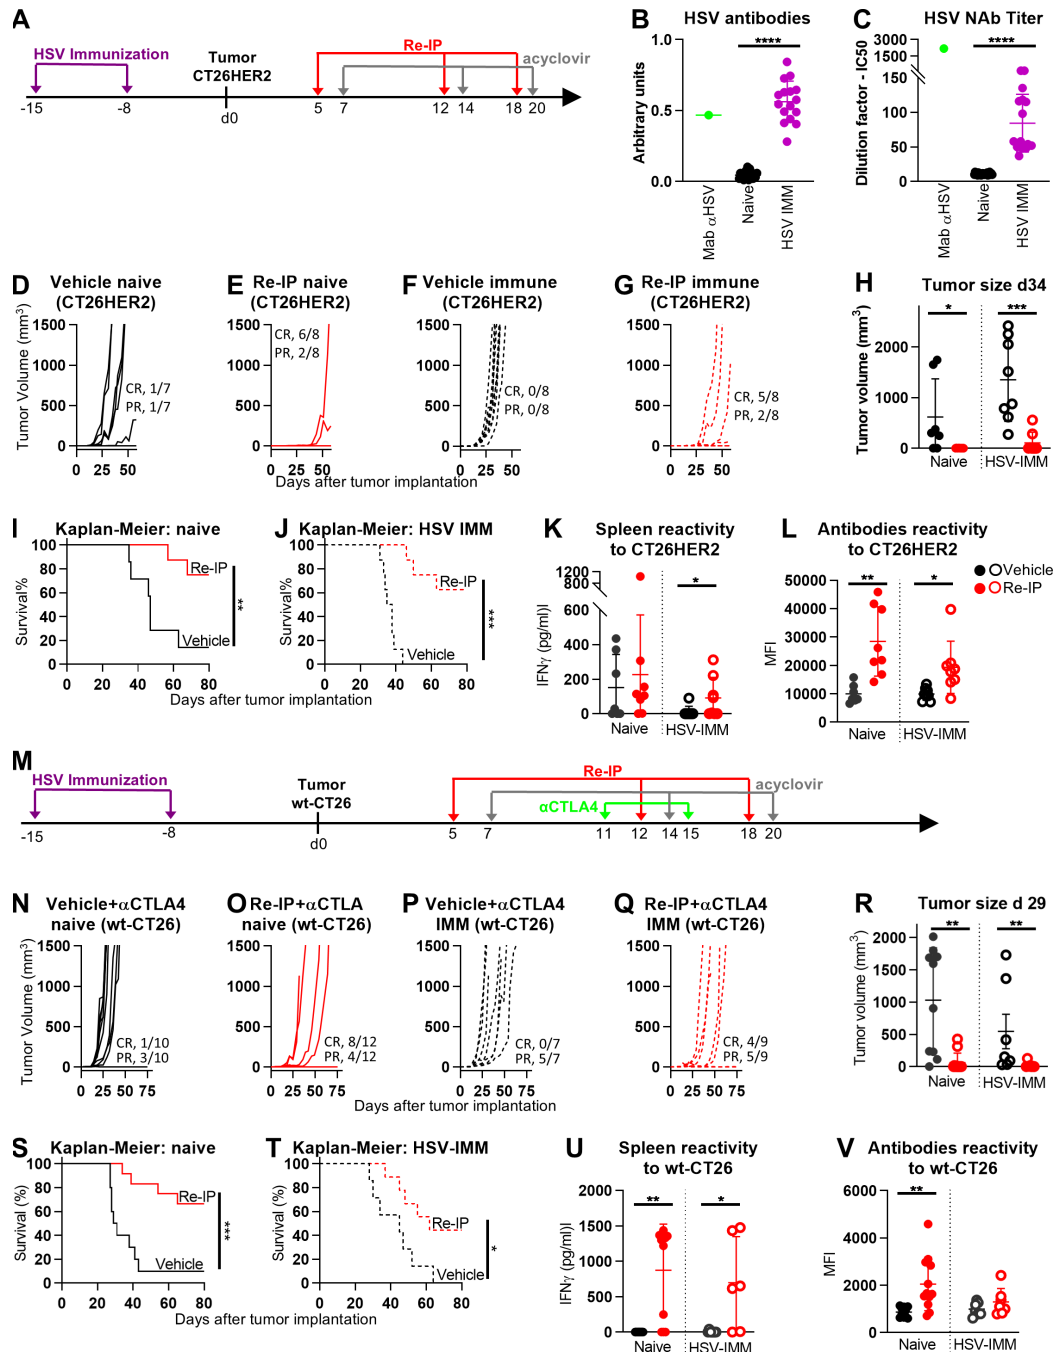 A
HSV Immunization
Tumor
CT26HER2
Re-IP
acyclovir
-15
-8
d0
5
7
12
14
18
20
B
HSV antibodies
****
Arbitrary units
1.0
0.5
0.0
Mab αHSV
Naive
HSV IMM
C
HSV NAb Titer
****
Dilution factor - IC50
3000
1500
150
100
50
0
Mab αHSV
Naive
HSV IMM
D
Vehicle naive
(CT26HER2)
Tumor Volume (mm³)
1500
1000
500
0
CR, 1/7
PR, 1/7
0 25 50
E
Re-IP naive
(CT26HER2)
1500
1000
500
0
CR, 6/8
PR, 2/8
0 25 50
F
Vehicle immune
(CT26HER2)
1500
1000
500
0
CR, 0/8
PR, 0/8
0 25 50
G
Re-IP immune
(CT26HER2)
1500
1000
500
0
CR, 5/8
PR, 2/8
0 25 50
Days after tumor implantation
H
Tumor size d34
* ***
Tumor volume (mm³)
2000
1000
0
Naive HSV-IMM
I
Kaplan-Meier: naive
Survival%
100
80
60
40
20
0
Re-IP
Vehicle
**
0 20 40 60 80
J
Kaplan-Meier: HSV IMM
Survival%
100
80
60
40
20
0
Re-IP
Vehicle
***
0 20 40 60 80
Days after tumor implantation
K
Spleen reactivity
to CT26HER2
IFNγ (pg/ml)l
1200
800
600
400
200
0
*
Naive HSV-IMM
L
Antibodies reactivity
to CT26HER2
Vehicle
Re-IP
MFI
50000
40000
30000
20000
10000
0
** *
Naive HSV-IMM
M
HSV Immunization
Tumor
wt-CT26
Re-IP
acyclovir
αCTLA4
-15
-8
d0
5
7
11
12
14
15
18
20
N
Vehicle+αCTLA4
naive (wt-CT26)
Tumor Volume (mm³)
1500
1000
500
0
CR, 1/10
PR, 3/10
0 25 50 75
O
Re-IP+αCTLA
naive (wt-CT26)
1500
1000
500
0
CR, 8/12
PR, 4/12
0 25 50 75
P
Vehicle+αCTLA4
IMM (wt-CT26)
1500
1000
500
0
CR, 0/7
PR, 5/7
0 25 50 75
Q
Re-IP+αCTLA4
IMM (wt-CT26)
1500
1000
500
0
CR, 4/9
PR, 5/9
0 25 50 75
Days after tumor implantation
R
Tumor size d 29
** **
Tumor volume (mm³)
2000
1500
1000
500
0
Naive HSV-IMM
S
Kaplan-Meier: naive
Survival (%)
100
80
60
40
20
0
Re-IP
Vehicle
***
0 20 40 60 80
T
Kaplan-Meier: HSV-IMM
Survival (%)
100
80
60
40
20
0
Re-IP
Vehicle
*
0 20 40 60 80
Days after tumor implantation
U
Spleen reactivity
to wt-CT26
IFNγ (pg/ml)l
2000
1500
1000
500
0
** *
Naive HSV-IMM
V
Antibodies reactivity
to wt-CT26
MFI
6000
4000
2000
0
**
Naive HSV-IMM